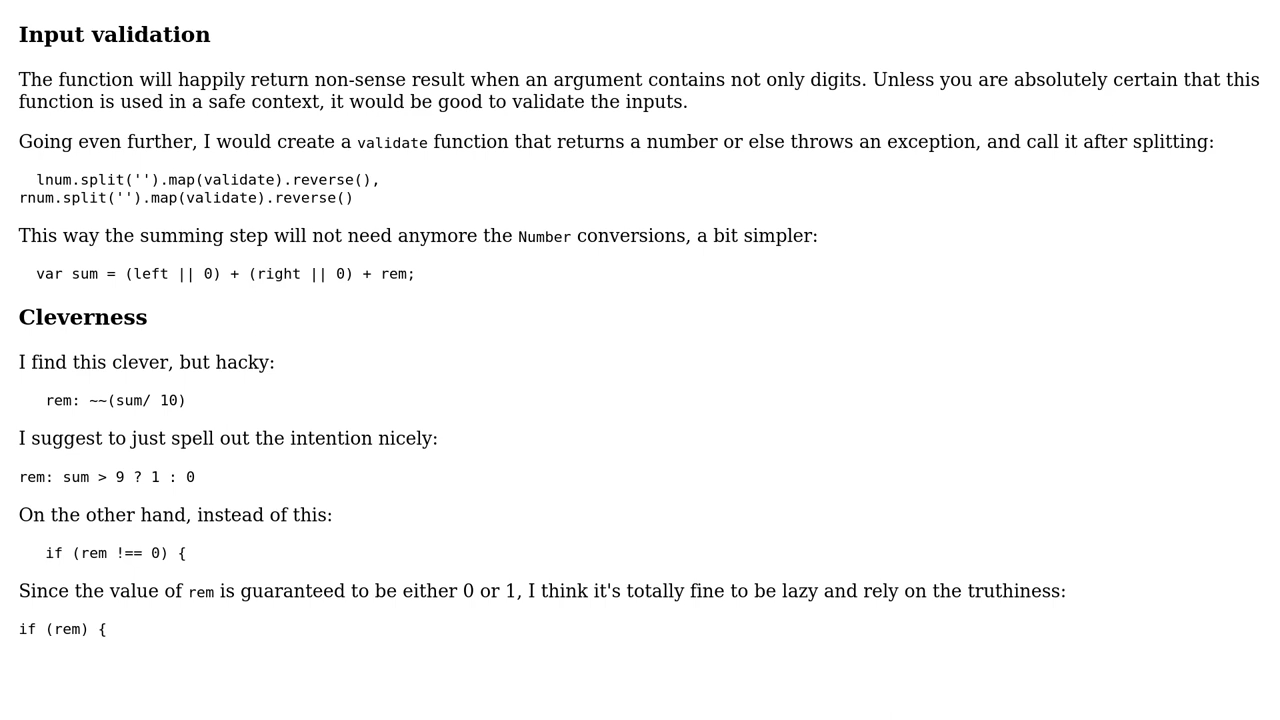 Input validation
The function will happily return non-sense result when an argument contains not only digits. Unless you are absolutely certain that this
function is used in a safe context, it would be good to validate the inputs.
Going even further, I would create a validate function that returns a number or else throws an exception, and call it after splitting:
  lnum.split('').map(validate).reverse(),
rnum.split('').map(validate).reverse()
This way the summing step will not need anymore the Number conversions, a bit simpler:
  var sum = (left || 0) + (right || 0) + rem;
Cleverness
I find this clever, but hacky:
   rem: ~~(sum/ 10)
I suggest to just spell out the intention nicely:
rem: sum > 9 ? 1 : 0
On the other hand, instead of this:
   if (rem !== 0) {
Since the value of rem is guaranteed to be either 0 or 1, I think it's totally fine to be lazy and rely on the truthiness:
if (rem) {